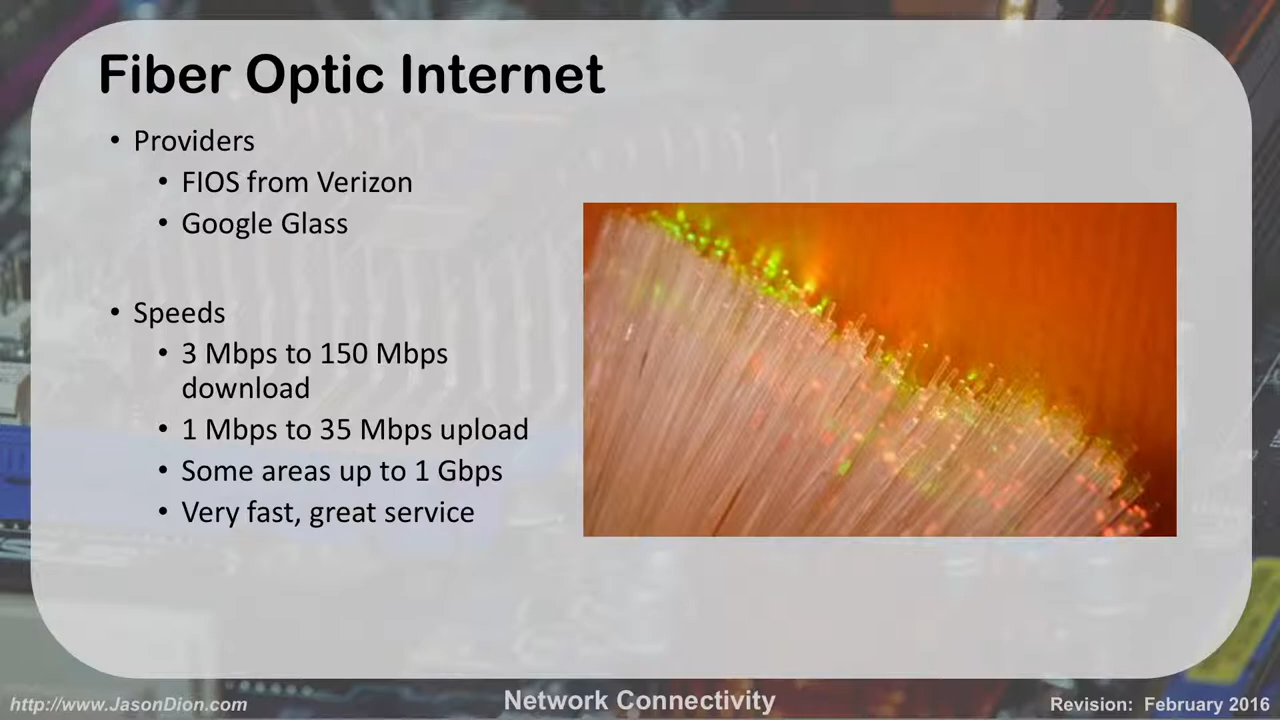 Fiber Optic Internet
• Providers
• FIOS from Verizon
• Google Glass
• Speeds
• 3 Mbps to 150 Mbps
download
• 1 Mbps to 35 Mbps upload
• Some areas up to 1 Gbps
• Very fast, great service
http://www.JasonDion.com
Network Connectivity
Revision: February 2016